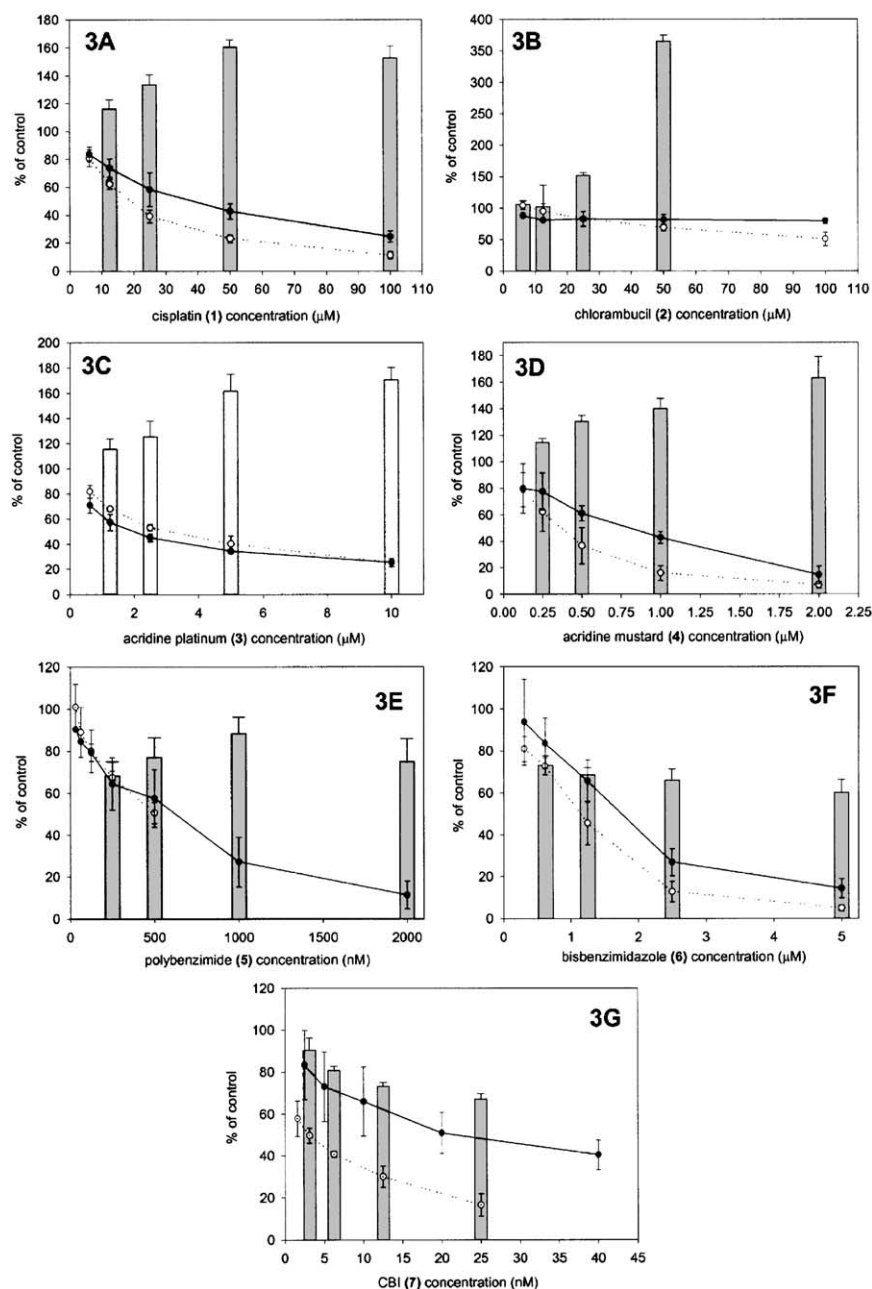 3A
% of control
180
160
140
120
100
80
60
40
20
0
0 10 20 30 40 50 60 70 80 90 100 110
cisplatin (1) concentration (μM)
3B
% of control
400
350
300
250
200
150
100
50
0
0 10 20 30 40 50 60 70 80 90 100 110
chlorambucil (2) concentration (μM)
3C
% of control
200
180
160
140
120
100
80
60
40
20
0
0 2 4 6 8 10
acridine platinum (3) concentration (μM)
3D
% of control
180
160
140
120
100
80
60
40
20
0
0.00 0.25 0.50 0.75 1.00 1.25 1.50 1.75 2.00 2.25
acridine mustard (4) concentration (μM)
3E
% of control
120
100
80
60
40
20
0
0 500 1000 1500 2000
polybenzimide (5) concentration (nM)
3F
% of control
120
100
80
60
40
20
0
0 1 2 3 4 5
bisbenzimidazole (6) concentration (μM)
3G
% of control
120
100
80
60
40
20
0
0 5 10 15 20 25 30 35 40 45
CBI (7) concentration (nM)